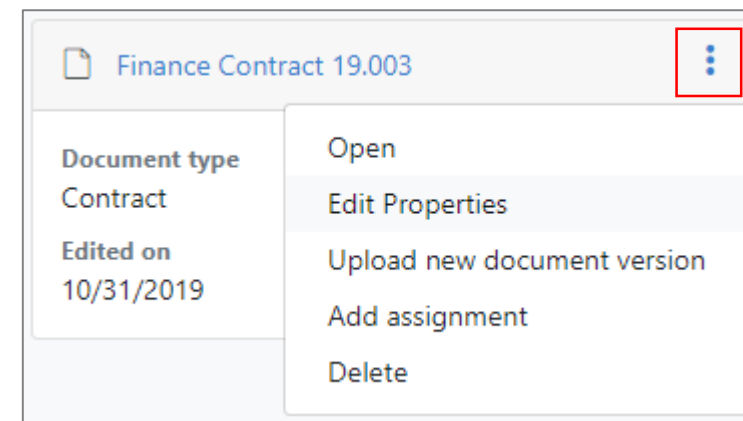 Finance Contract 19.003
Document type
Contract
Edited on
10/31/2019
Open
Edit Properties
Upload new document version
Add assignment
Delete